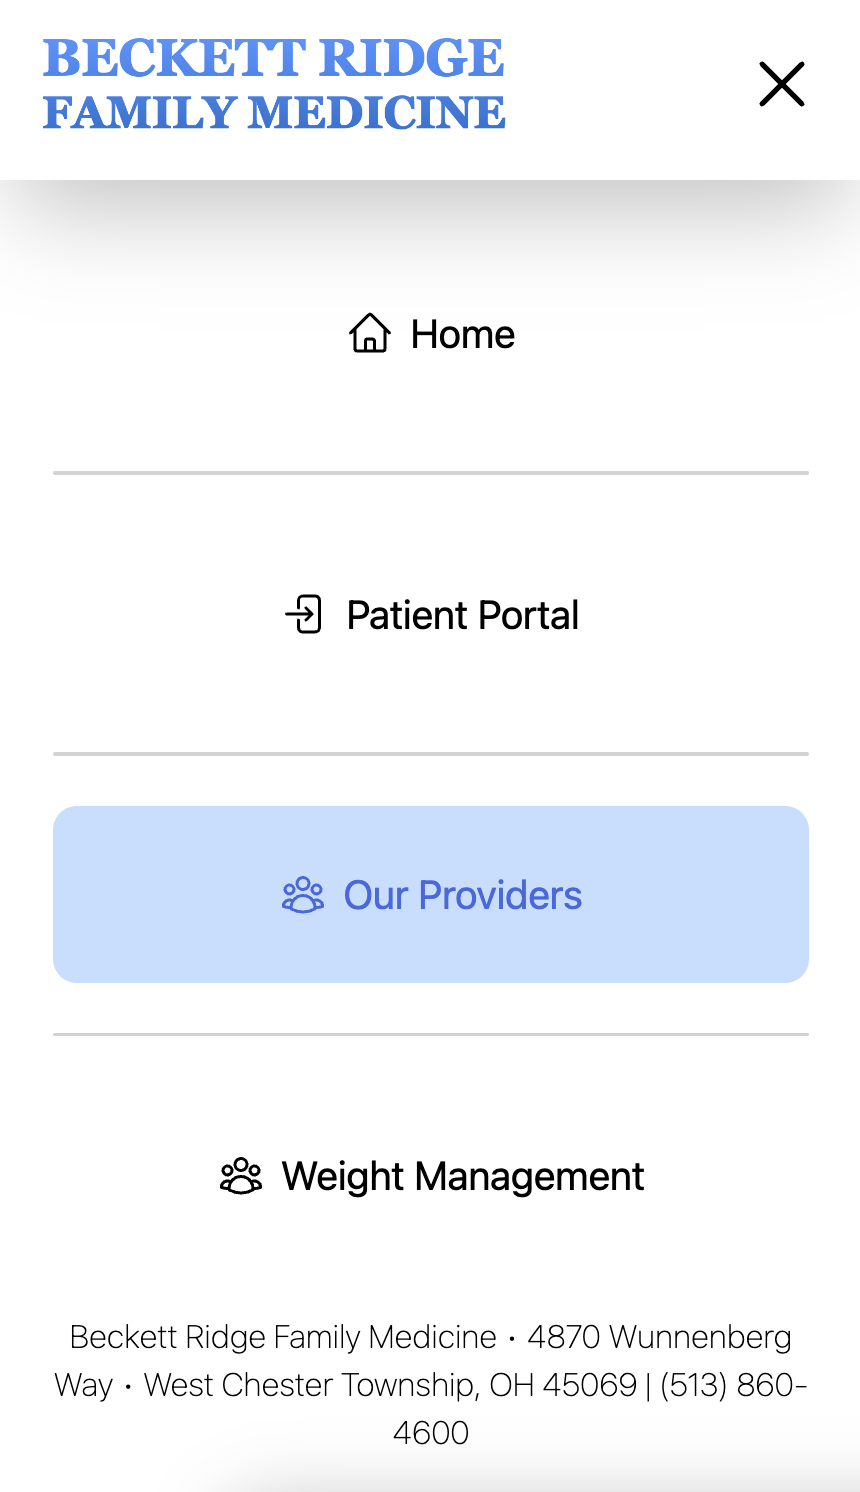 BECKETT RIDGE
FAMILY MEDICINE
Home
Patient Portal
Our Providers
Weight Management
Beckett Ridge Family Medicine • 4870 Wunnenberg
Way • West Chester Township, OH 45069 | (513) 860-
4600